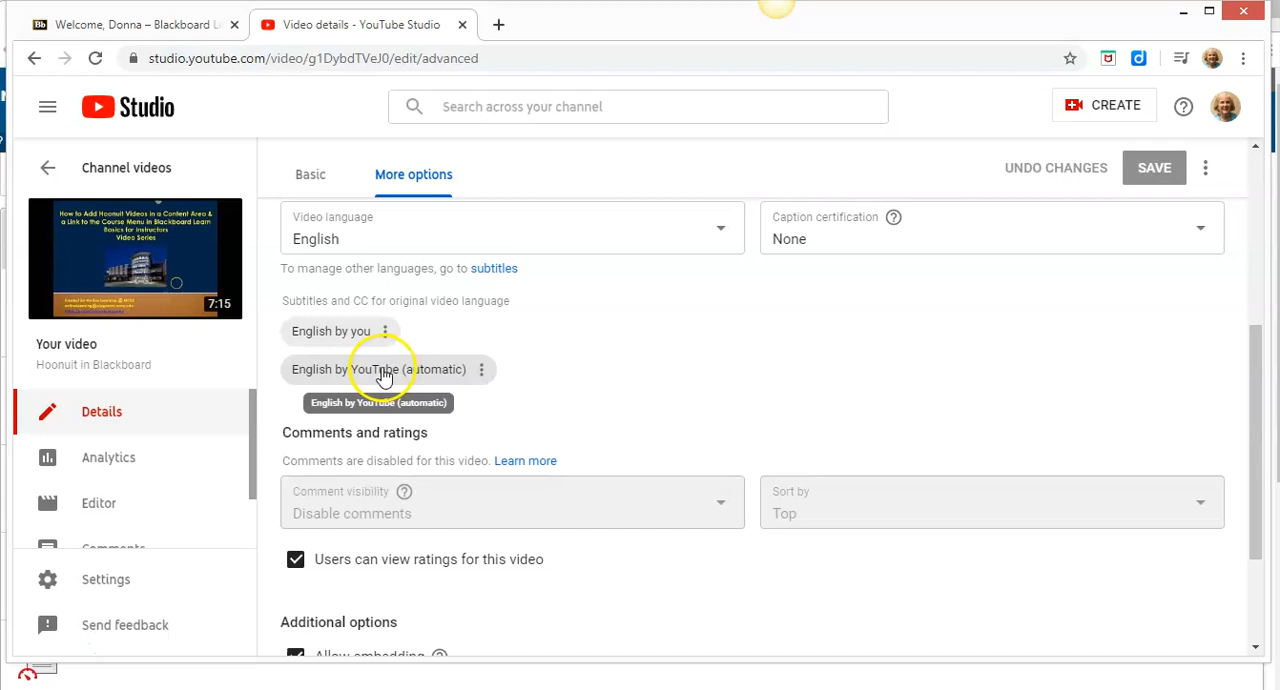 Welcome, Donna – Blackboard Le
Video details - YouTube Studio
studio.youtube.com/video/g1DybdTVeJ0/edit/advanced
Studio
Search across your channel
CREATE
Channel videos
Basic
More options
UNDO CHANGES
SAVE
How to Add Hoonuit Videos in a Content Area &
a Link to the Course Menu in Blackboard Learn
Basics for Instructors
Video Series
7:15
Your video
Hoonuit in Blackboard
Details
Analytics
Editor
Comments
Settings
Send feedback
Video language
English
Caption certification
None
To manage other languages, go to subtitles
Subtitles and CC for original video language
English by you
English by YouTube (automatic)
English by YouTube (automatic)
Comments and ratings
Comments are disabled for this video. Learn more
Comment visibility
Disable comments
Sort by
Top
Users can view ratings for this video
Additional options
Allow embedding